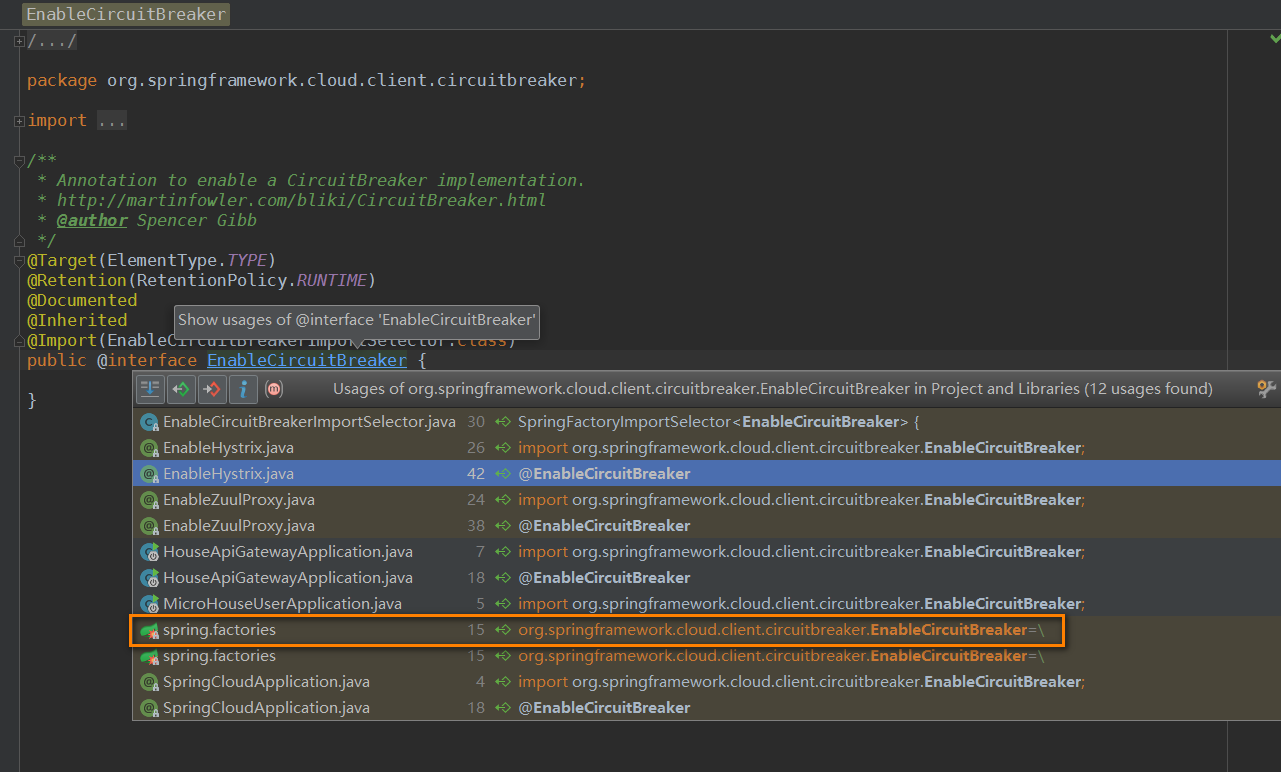 EnableCircuitBreaker
/.../
package org.springframework.cloud.client.circuitbreaker;
import ...
/**
* Annotation to enable a CircuitBreaker implementation.
* http://martinfowler.com/bliki/CircuitBreaker.html
* @author Spencer Gibb
*/
@Target(ElementType.TYPE)
@Retention(RetentionPolicy.RUNTIME)
@Documented
@Inherited
Show usages of @interface 'EnableCircuitBreaker'
@Import(EnableCircuitBreakerImportSelector.class)
public @interface EnableCircuitBreaker {
}
Usages of org.springframework.cloud.client.circuitbreaker.EnableCircuitBreaker in Project and Libraries (12 usages found)
EnableCircuitBreakerImportSelector.java 30 SpringFactoryImportSelector<EnableCircuitBreaker> {
EnableHystrix.java 26 import org.springframework.cloud.client.circuitbreaker.EnableCircuitBreaker;
EnableHystrix.java 42 @EnableCircuitBreaker
EnableZuulProxy.java 24 import org.springframework.cloud.client.circuitbreaker.EnableCircuitBreaker;
EnableZuulProxy.java 38 @EnableCircuitBreaker
HouseApiGatewayApplication.java 7 import org.springframework.cloud.client.circuitbreaker.EnableCircuitBreaker;
HouseApiGatewayApplication.java 18 @EnableCircuitBreaker
MicroHouseUserApplication.java 5 import org.springframework.cloud.client.circuitbreaker.EnableCircuitBreaker;
spring.factories 15 org.springframework.cloud.client.circuitbreaker.EnableCircuitBreaker=\
spring.factories 15 org.springframework.cloud.client.circuitbreaker.EnableCircuitBreaker=\
SpringCloudApplication.java 4 import org.springframework.cloud.client.circuitbreaker.EnableCircuitBreaker;
SpringCloudApplication.java 18 @EnableCircuitBreaker